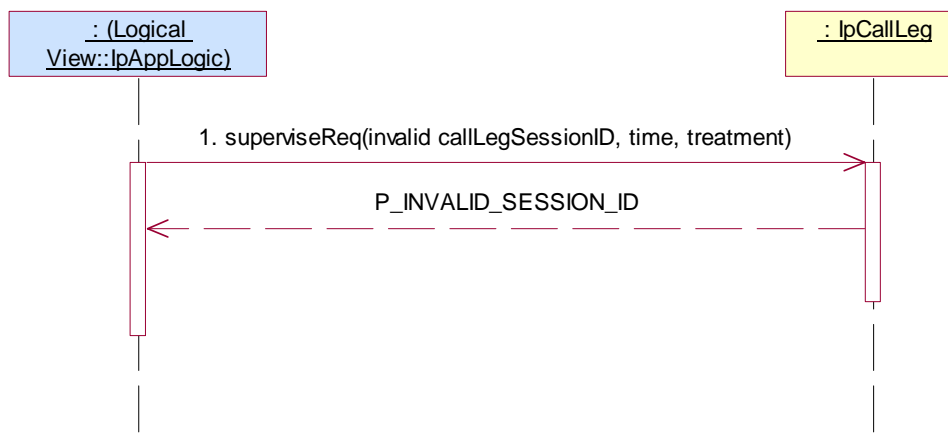 : (Logical
View::IpAppLogic)
: IpCallLeg
1. superviseReq(invalid callLegSessionID, time, treatment)
P_INVALID_SESSION_ID